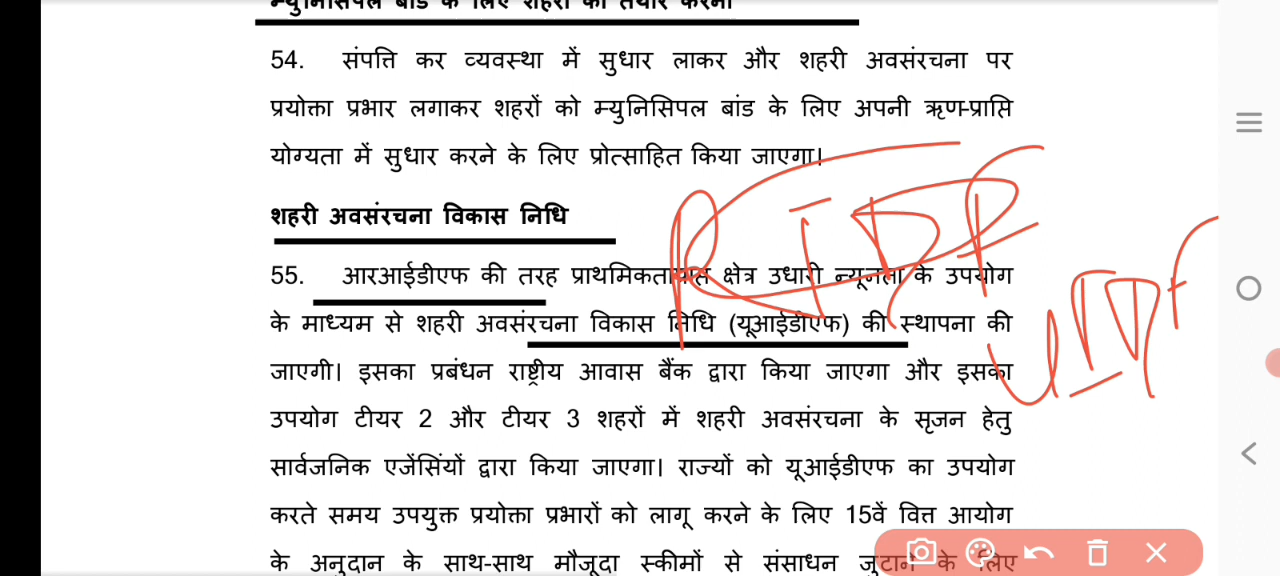 म्युनिसिपल बांड के लिए शहरों को तैयार करना
54. संपत्ति कर व्यवस्था में सुधार लाकर और शहरी अवसंरचना पर
प्रयोक्ता प्रभार लगाकर शहरों को म्युनिसिपल बांड के लिए अपनी ऋण-प्राप्ति
योग्यता में सुधार करने के लिए प्रोत्साहित किया जाएगा।
शहरी अवसंरचना विकास निधि
RIDF
55. आरआईडीएफ की तरह प्राथमिकताप्राप्त क्षेत्र उधारी न्यूनता के उपयोग
के माध्यम से शहरी अवसंरचना विकास निधि (यूआईडीएफ) की स्थापना की
UIDF
जाएगी। इसका प्रबंधन राष्ट्रीय आवास बैंक द्वारा किया जाएगा और इसका
उपयोग टीयर 2 और टीयर 3 शहरों में शहरी अवसंरचना के सृजन हेतु
सार्वजनिक एजेंसियों द्वारा किया जाएगा। राज्यों को यूआईडीएफ का उपयोग
करते समय उपयुक्त प्रयोक्ता प्रभारों को लागू करने के लिए 15वें वित्त आयोग
के अनुदान के साथ-साथ मौजूदा स्कीमों से संसाधन जुटाने के लिए